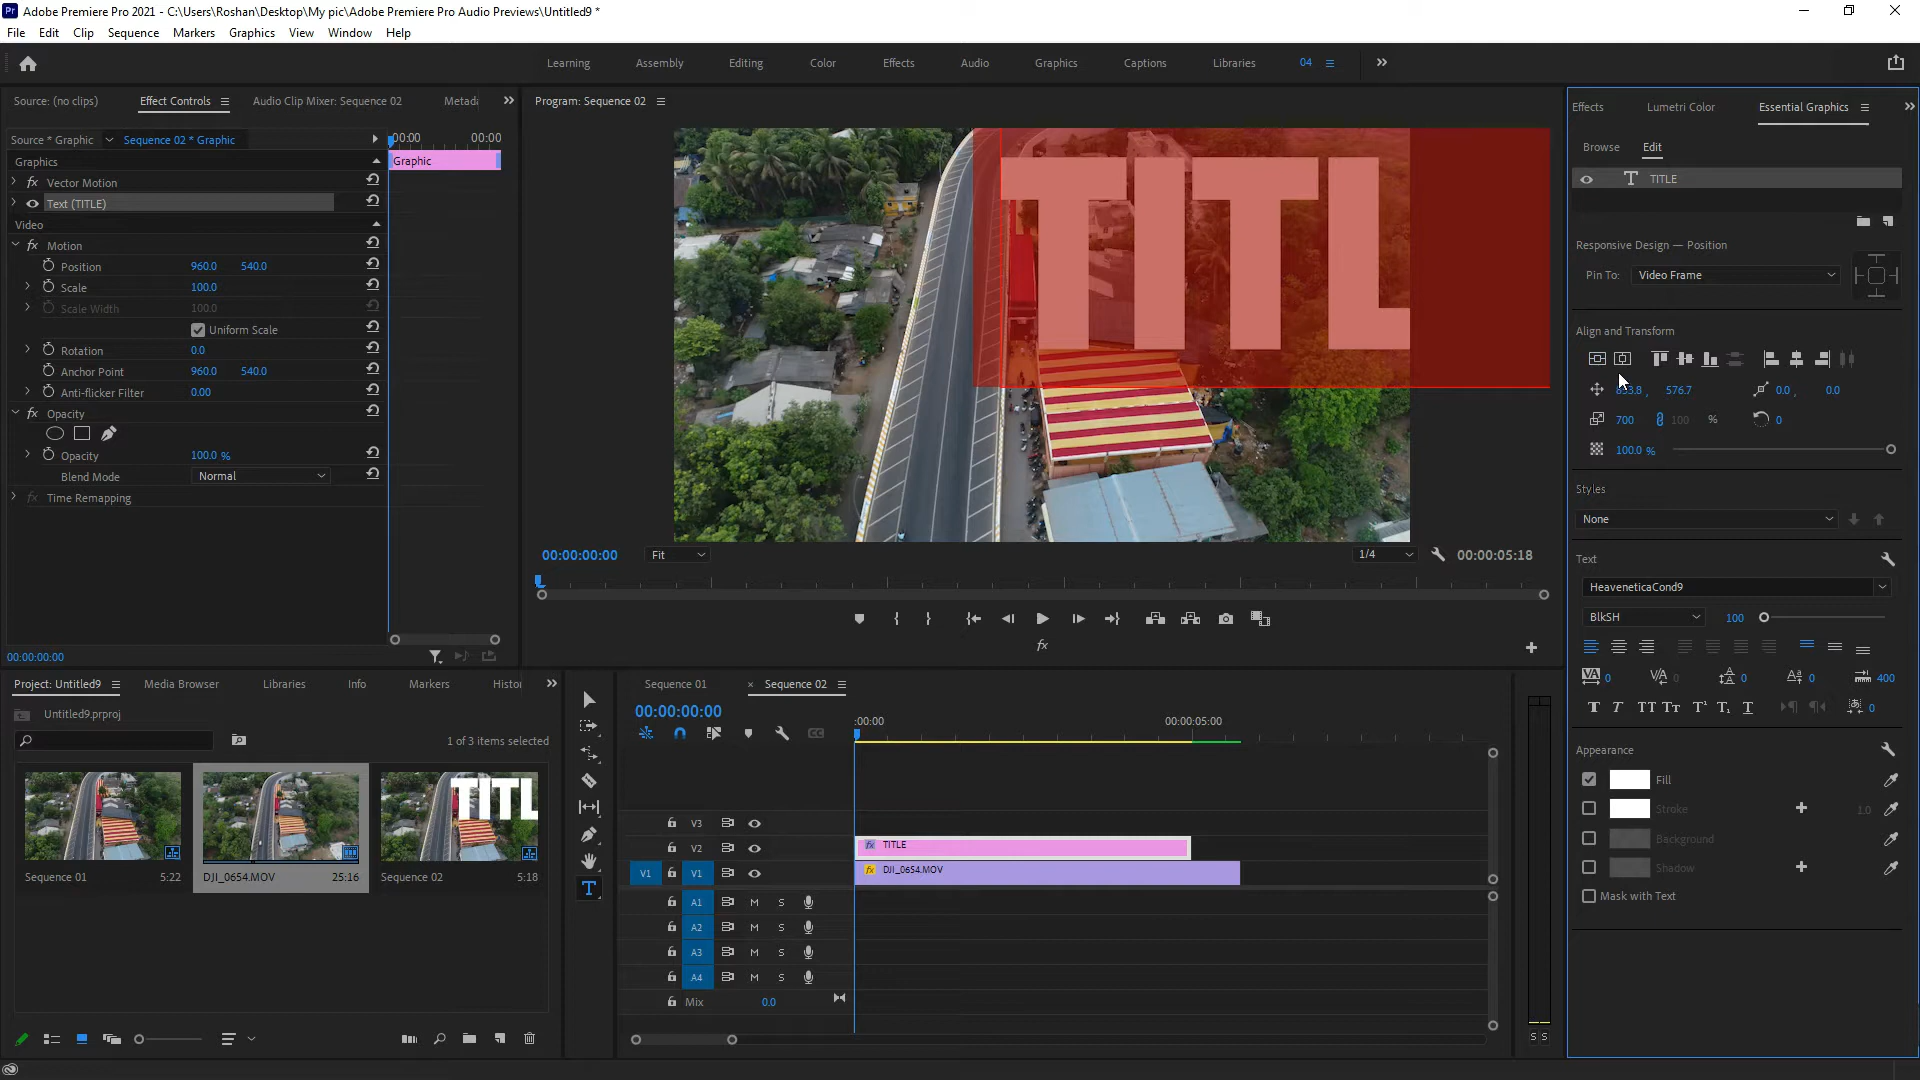 Adobe Premiere Pro 2021 - C:\Users\Roshan\Desktop\My pic\Adobe Premiere Pro Audio Previews\Untitled9 *
File Edit Clip Sequence Markers Graphics View Window Help
Learning Assembly Editing Color Effects Audio Graphics Captions Libraries 04
Source: (no clips) Effect Controls Audio Clip Mixer: Sequence 02 Metada
Source * Graphic Sequence 02 * Graphic
:00:00 00:00
Graphic
Graphics
Vector Motion
Text (TITLE)
Video
Motion
Position 960.0 540.0
Scale 100.0
Scale Width 100.0
Uniform Scale
Rotation 0.0
Anchor Point 960.0 540.0
Anti-flicker Filter 0.00
Opacity
Opacity 100.0 %
Blend Mode Normal
Time Remapping
00:00:00:00
Program: Sequence 02
TITL
00:00:00:00 Fit 1/4 00:00:05:18
Effects Lumetri Color Essential Graphics
Browse Edit
TITLE
Responsive Design — Position
Pin To: Video Frame
Align and Transform
576.7 0.0 , 0.0
700 100 % 0
100.0 %
Styles
None
Text
HeaveneticaCond9
BlkSH 100
0 0 0 0 400
0
Appearance
Fill
Stroke 1.0
Background
Shadow
Mask with Text
Project: Untitled9 Media Browser Libraries Info Markers Histor
Untitled9.prproj
1 of 3 items selected
TITL
Sequence 01 5:22
DJI_0654.MOV 25:16
Sequence 02 5:18
Sequence 01 × Sequence 02
00:00:00:00
:00:00 00:00:05:00
V3
V2 TITLE
V1 V1 DJI_0654.MOV
A1 M S
A2 M S
A3 M S
A4 M S
Mix 0.0
S S